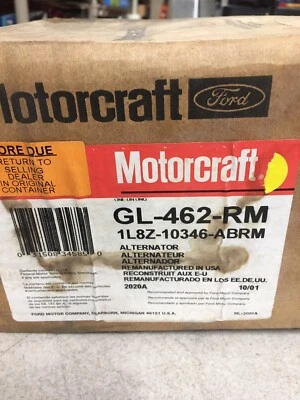 Motorcraft Ford
ORE DUE
RETURN TO
SELLING
DEALER
IN ORIGINAL
CONTAINER
Motorcraft
GL-462-RM
1L8Z-10346-ABRM
ALTERNATOR
ALTERNATEUR
ALTERNADOR
REMANUFACTURED IN USA
RECONSTRUIT AUX E-U
REMANUFACTURADO EN LOS EE.DE.UU.
2020A 10/01
FORD MOTOR COMPANY, DEARBORN, MICHIGAN 48121 U.S.A.